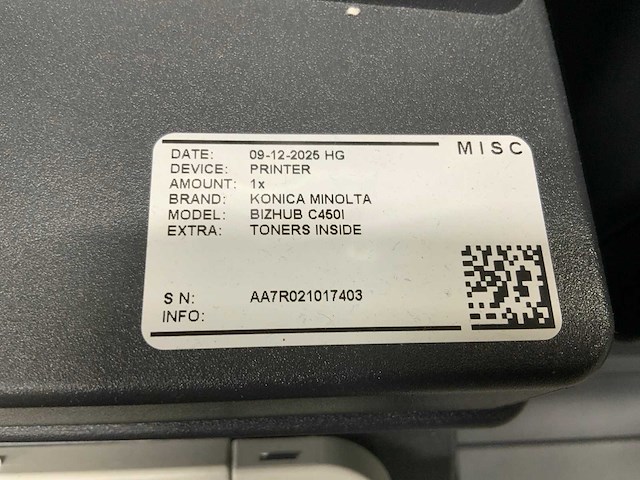 MISC
DATE: 09-12-2025 HG
DEVICE: PRINTER
AMOUNT: 1x
BRAND: KONICA MINOLTA
MODEL: BIZHUB C450I
EXTRA: TONERS INSIDE
S N: AA7R021017403
INFO: